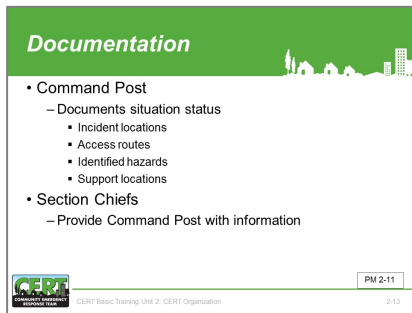 Documentation
• Command Post
– Documents situation status
▪ Incident locations
▪ Access routes
▪ Identified hazards
▪ Support locations
• Section Chiefs
– Provide Command Post with information
PM 2-11
CERT
COMMUNITY EMERGENCY
RESPONSE TEAM
CERT Basic Training Unit 2: CERT Organization
2-13